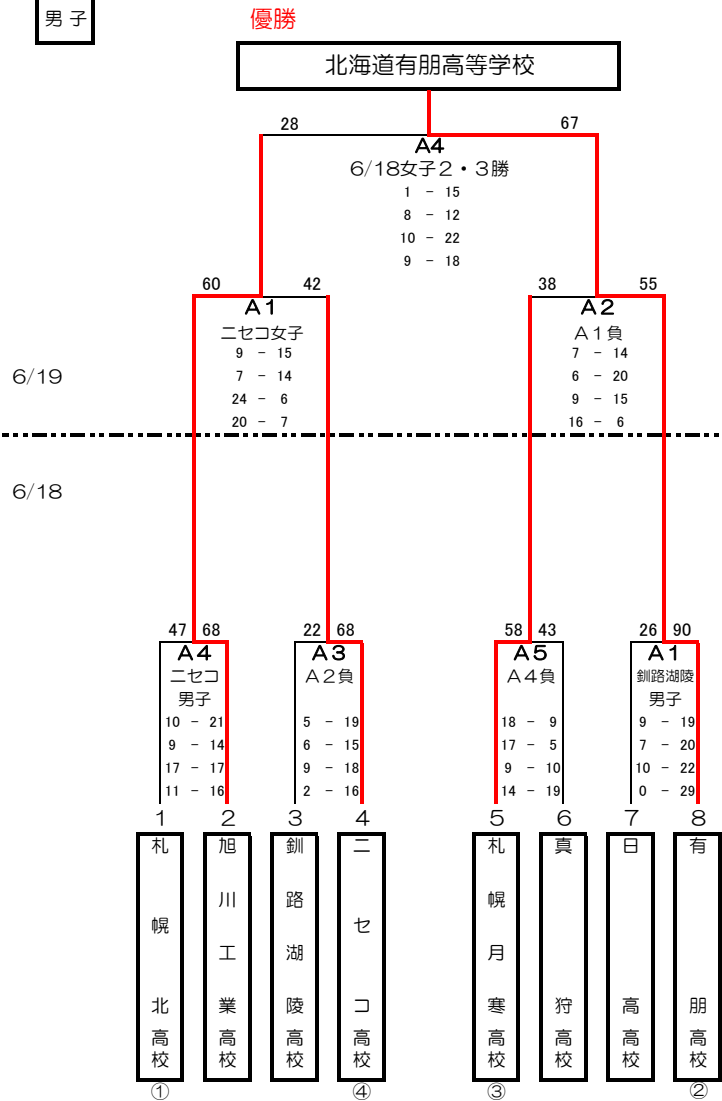 男子
優勝
北海道有朋高等学校
28 67
A4
6/18女子2・3勝
1 - 15
8 - 12
10 - 22
9 - 18
60 42
A1
ニセコ女子
9 - 15
7 - 14
24 - 6
20 - 7
38 55
A2
A1負
7 - 14
6 - 20
9 - 15
16 - 6
6/19
6/18
47 68
A4
ニセコ
男子
10 - 21
9 - 14
17 - 17
11 - 16
22 68
A3
A2負
5 - 19
6 - 15
9 - 18
2 - 16
58 43
A5
A4負
18 - 9
17 - 5
9 - 10
14 - 19
26 90
A1
釧路湖陵
男子
9 - 19
7 - 20
10 - 22
0 - 29
1 2 3 4 5 6 7 8
札幌北高校
旭川工業高校
釧路湖陵高校
ニセコ高校
札幌月寒高校
真狩高校
日高高校
有朋高校
① ④ ③ ②